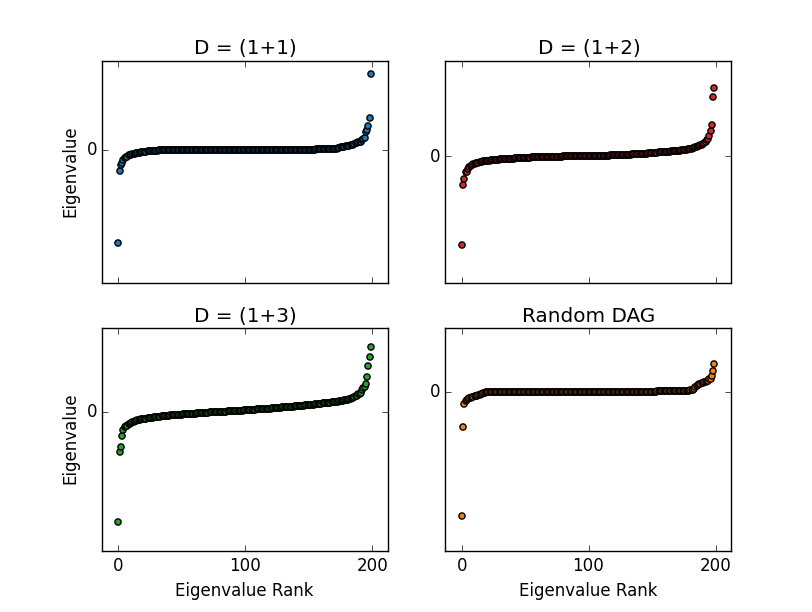 D = (1+1)
D = (1+2)
Eigenvalue
0
0
D = (1+3)
Random DAG
Eigenvalue
0
0
0 100 200
0 100 200
Eigenvalue Rank
Eigenvalue Rank